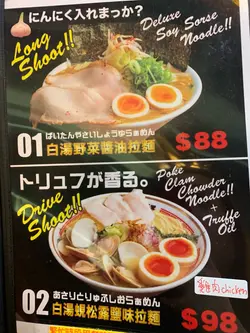 にんにく入れまっか?
Long
Shoot!!
Deluxe
Soy Sorse
Noodle!!
ぱいたんやさいしょうゆらぁめん
01 白湯野菜醬油拉麵 $88
トリュフが香る。
Drive
Shoot!!
Poke
Clam
Chowder
Noodle!!
+
Truffe
Oil
雞肉 chicken
あさりとりゅふしおらぁめん
02 白湯蜆松露鹽味拉麵 $98